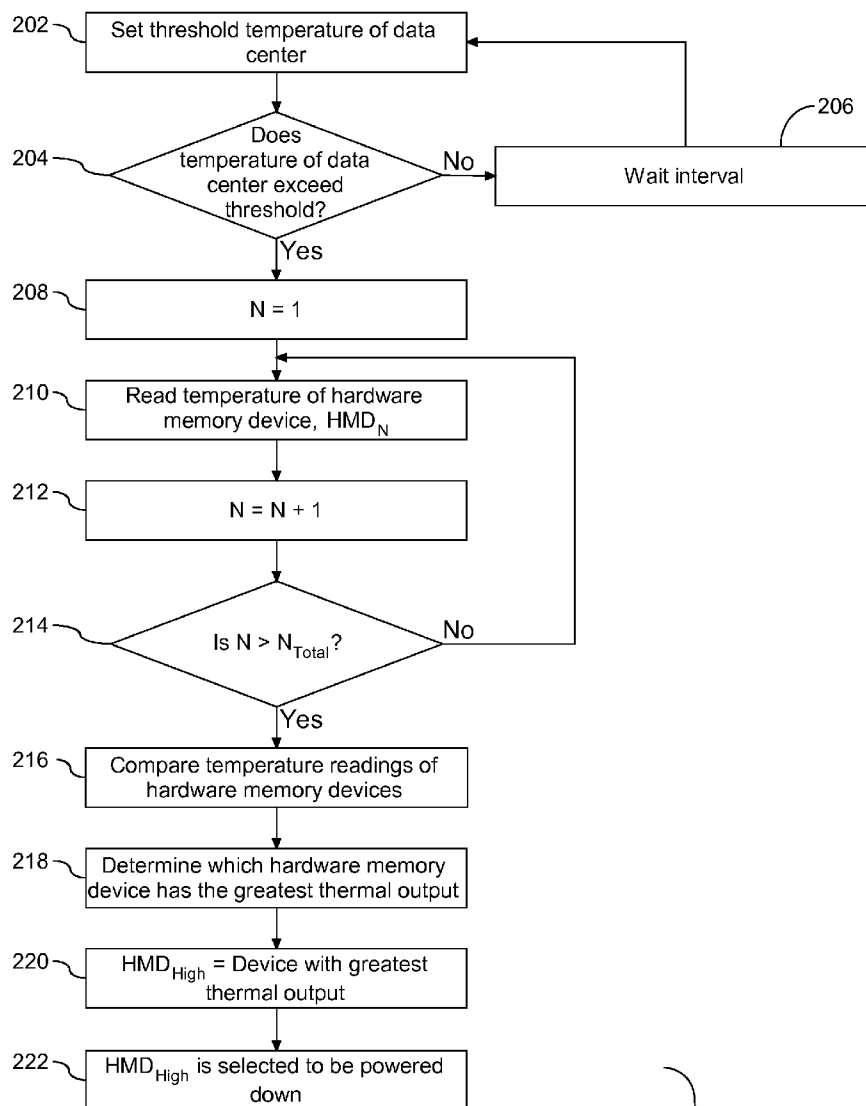 202
Set threshold temperature of data
center
206
204
Does
temperature of data
center exceed
threshold?
No
Wait interval
Yes
208
N = 1
210
Read temperature of hardware
memory device, HMD_N
212
N = N + 1
214
Is N > N_Total?
No
Yes
216
Compare temperature readings of
hardware memory devices
218
Determine which hardware memory
device has the greatest thermal output
220
HMD_High = Device with greatest
thermal output
222
HMD_High is selected to be powered
down